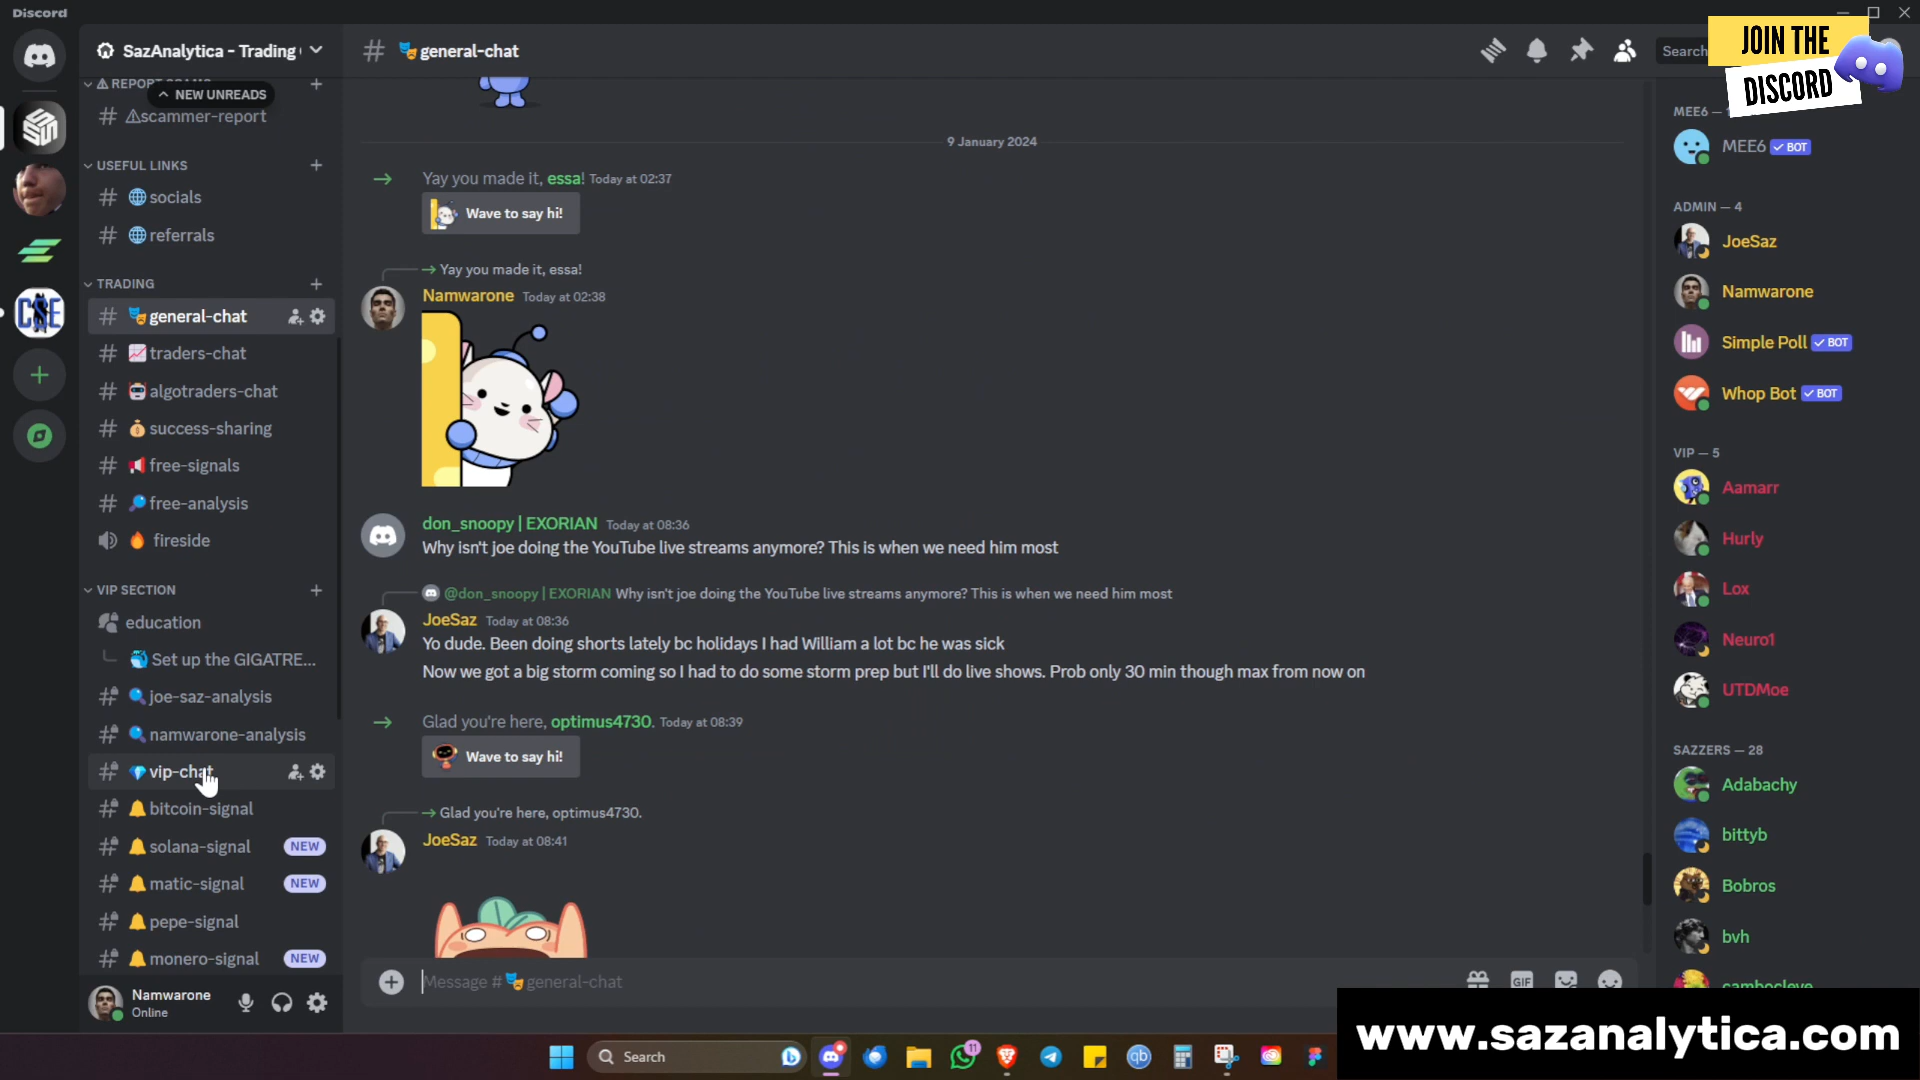 Discord
SazAnalytica - Trading
NEW UNREADS
scammer-report
USEFUL LINKS
socials
referrals
TRADING
general-chat
traders-chat
algotraders-chat
success-sharing
free-signals
free-analysis
fireside
VIP SECTION
education
Set up the GIGATRE...
joe-saz-analysis
namwarone-analysis
vip-chat
bitcoin-signal
solana-signal NEW
matic-signal NEW
pepe-signal
monero-signal NEW
Namwarone
Online
general-chat
Search
9 January 2024
Yay you made it, essa! Today at 02:37
Wave to say hi!
Yay you made it, essa!
Namwarone Today at 02:38
don_snoopy | EXORIAN Today at 08:36
Why isn't joe doing the YouTube live streams anymore? This is when we need him most
@don_snoopy | EXORIAN Why isn't joe doing the YouTube live streams anymore? This is when we need him most
JoeSaz Today at 08:36
Yo dude. Been doing shorts lately bc holidays I had William a lot bc he was sick
Now we got a big storm coming so I had to do some storm prep but I'll do live shows. Prob only 30 min though max from now on
Glad you're here, optimus4730. Today at 08:39
Wave to say hi!
Glad you're here, optimus4730.
JoeSaz Today at 08:41
Message # general-chat
GIF
JOIN THE
DISCORD
MEE6 —
MEE6 BOT
ADMIN — 4
JoeSaz
Namwarone
Simple Poll BOT
Whop Bot BOT
VIP — 5
Aamarr
Hurly
Lox
Neuro1
UTDMoe
SAZZERS — 28
Adabachy
bittyb
Bobros
bvh
www.sazanalytica.com
Search
11
qb
CSE